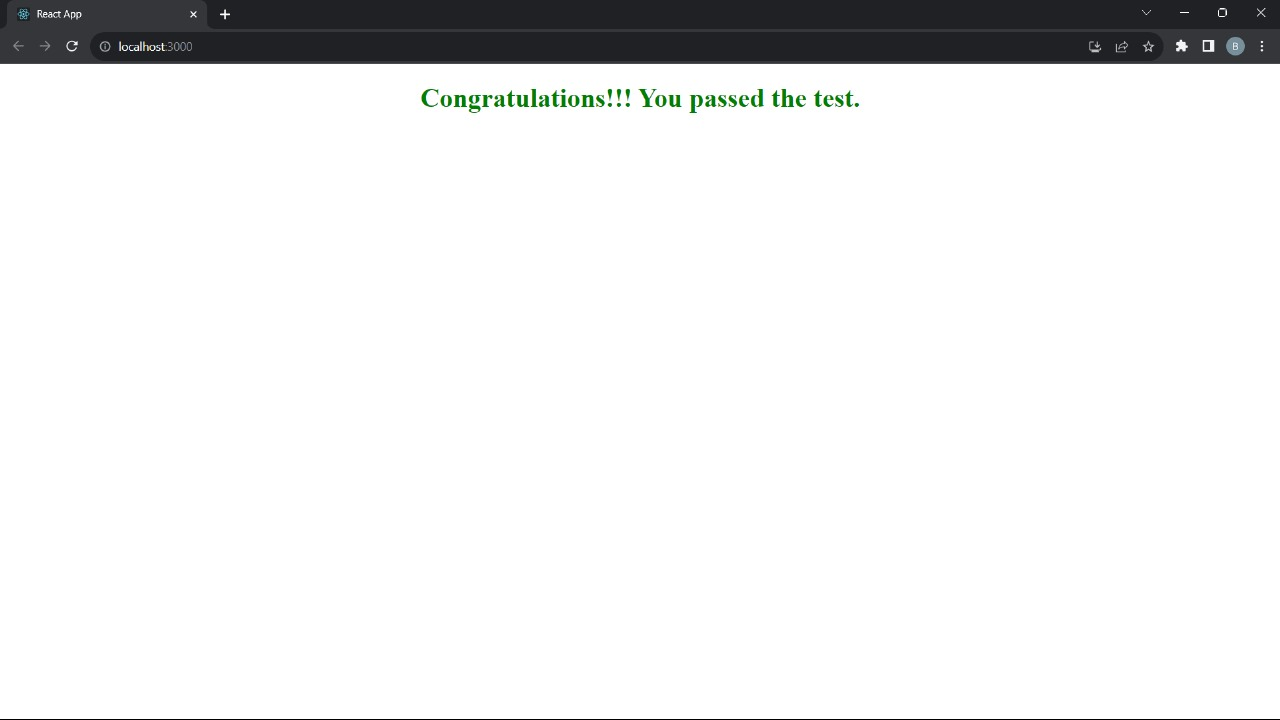 React App
localhost:3000
B
Congratulations!!! You passed the test.